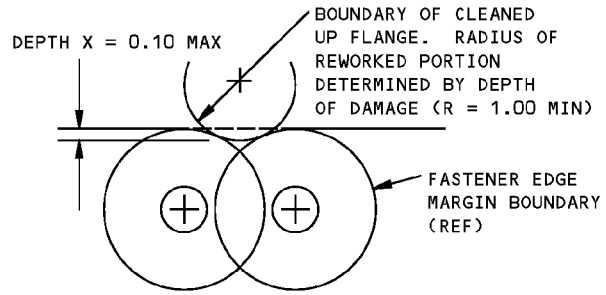 DEPTH X = 0.10 MAX
BOUNDARY OF CLEANED
UP FLANGE. RADIUS OF
REWORKED PORTION
DETERMINED BY DEPTH
OF DAMAGE (R = 1.00 MIN)
FASTENER EDGE
MARGIN BOUNDARY
(REF)